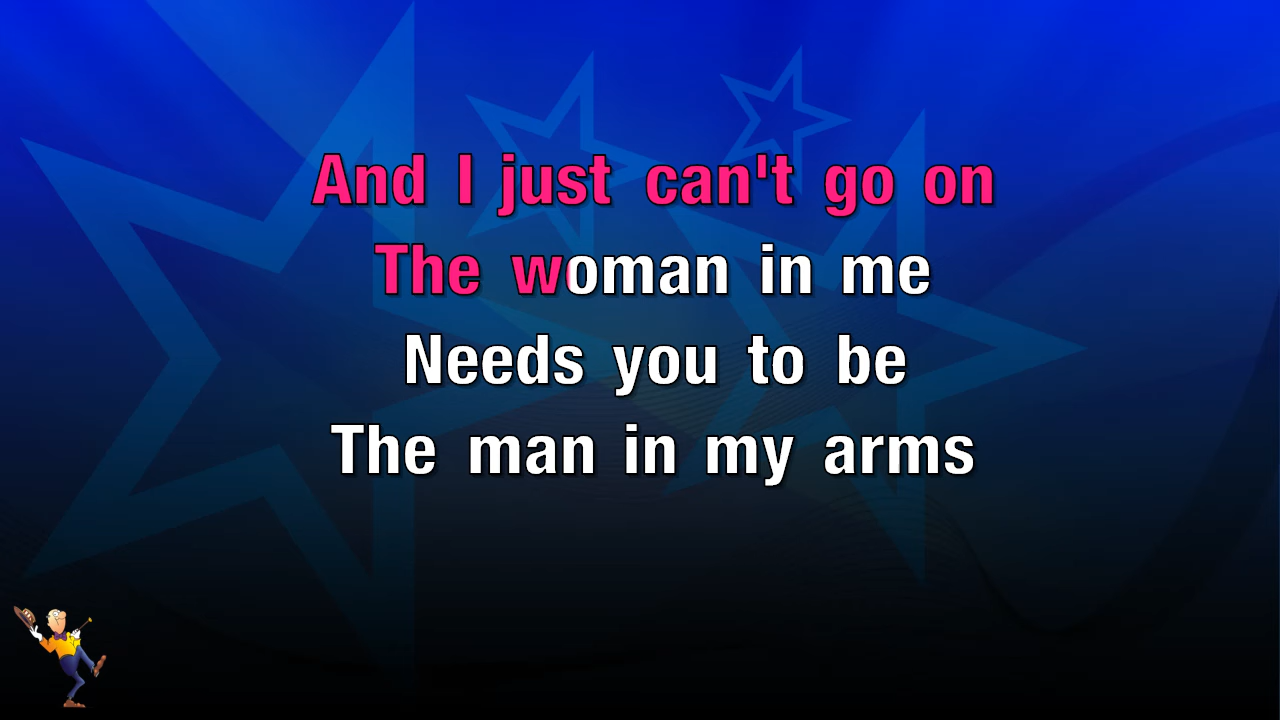 And I just can't go on
The woman in me
Needs you to be
The man in my arms